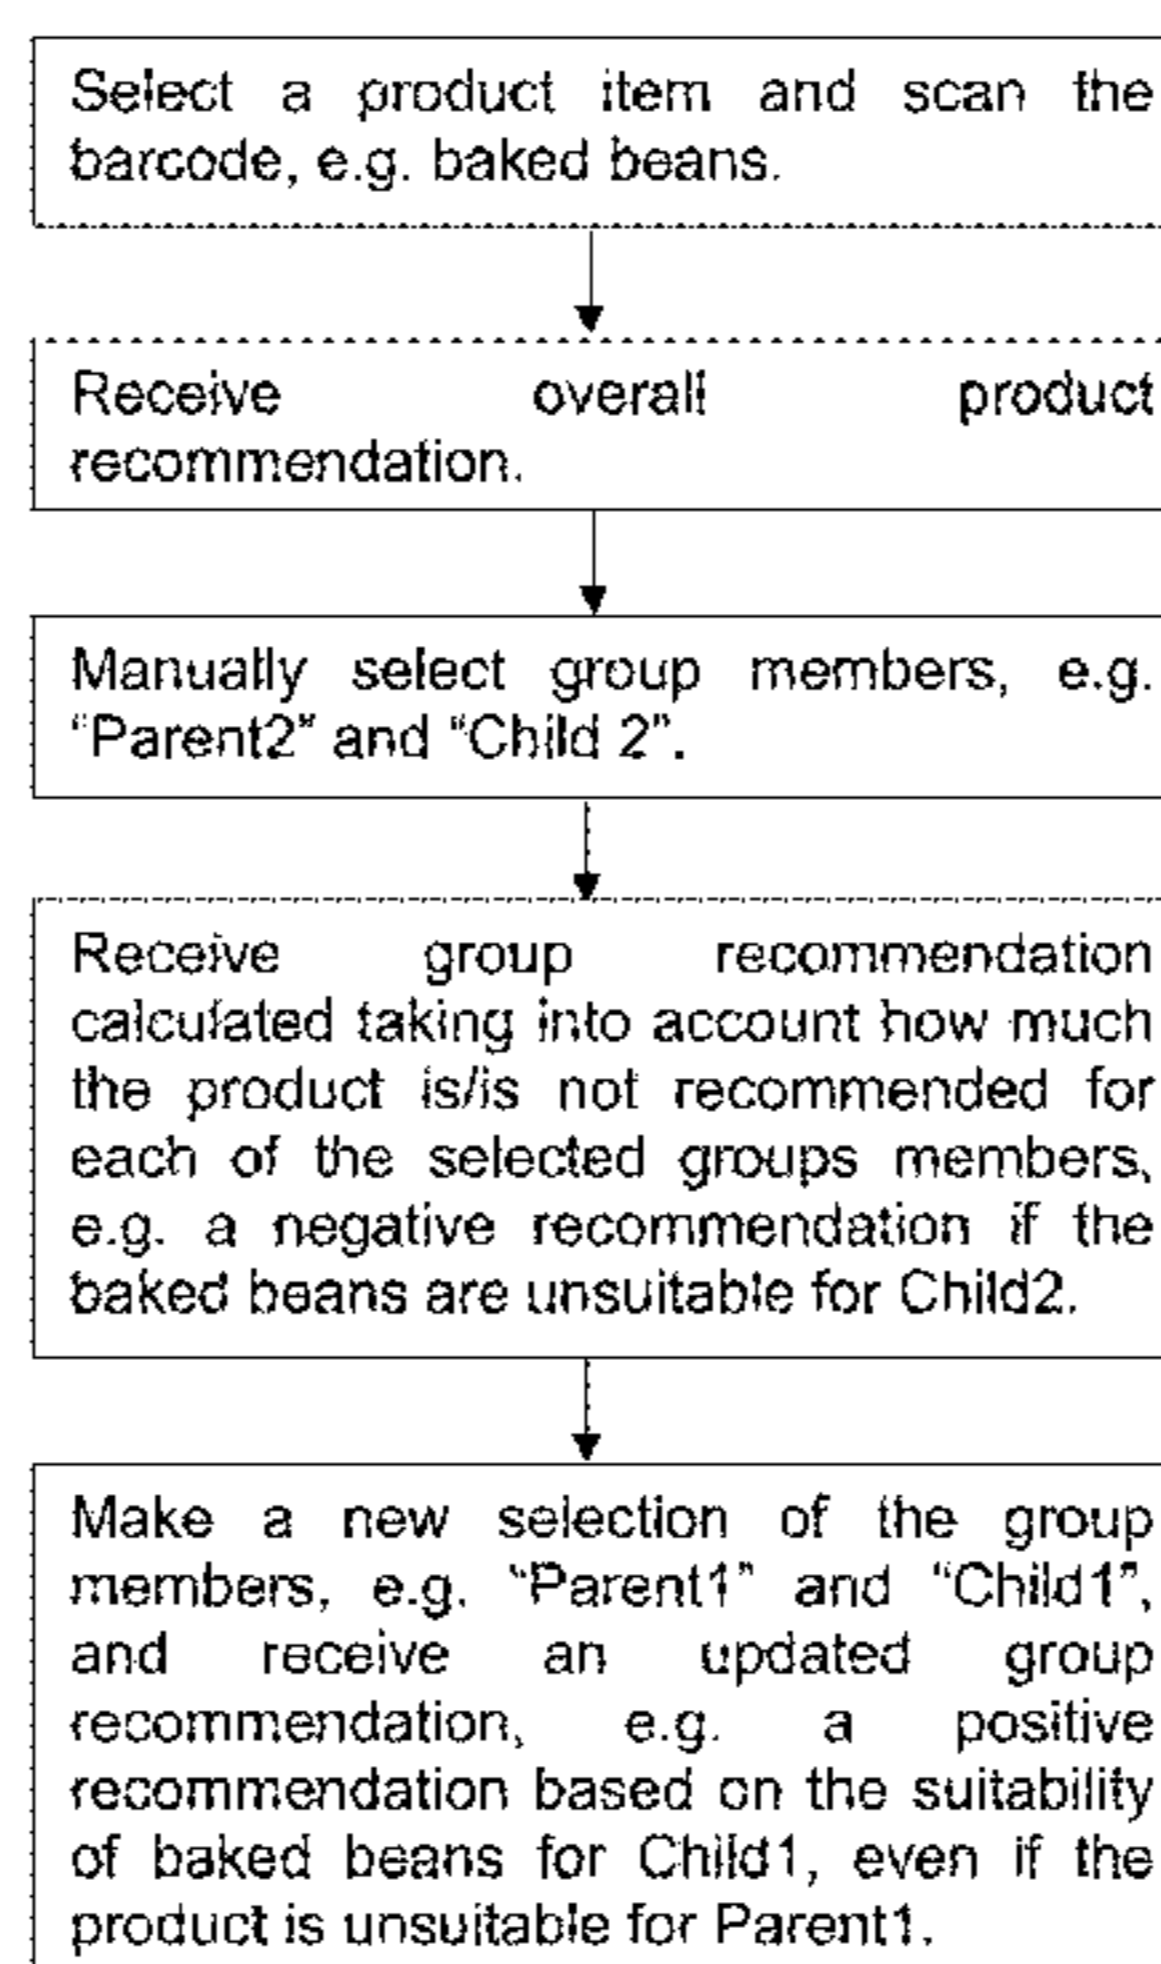 Select a product item and scan the
barcode, e.g. baked beans.
Receive overall product
recommendation.
Manually select group members, e.g.
“Parent2” and “Child 2”.
Receive group recommendation
calculated taking into account how much
the product is/is not recommended for
each of the selected groups members,
e.g. a negative recommendation if the
baked beans are unsuitable for Child2.
Make a new selection of the group
members, e.g. “Parent1” and “Child1”,
and receive an updated group
recommendation, e.g. a positive
recommendation based on the suitability
of baked beans for Child1, even if the
product is unsuitable for Parent1.